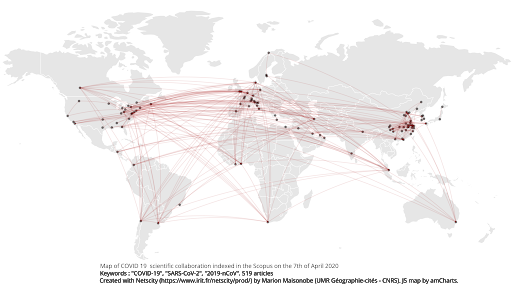 Map of COVID 19 scientific collaboration indexed in the Scopus on the 7th of April 2020
Keywords : "COVID-19", "SARS-CoV-2", "2019-nCoV". 519 articles
Created with Netscity (https://www.irit.fr/netscity/prod/) by Marion Maisonobe (UMR Géographie-cités - CNRS). JS map by amCharts.